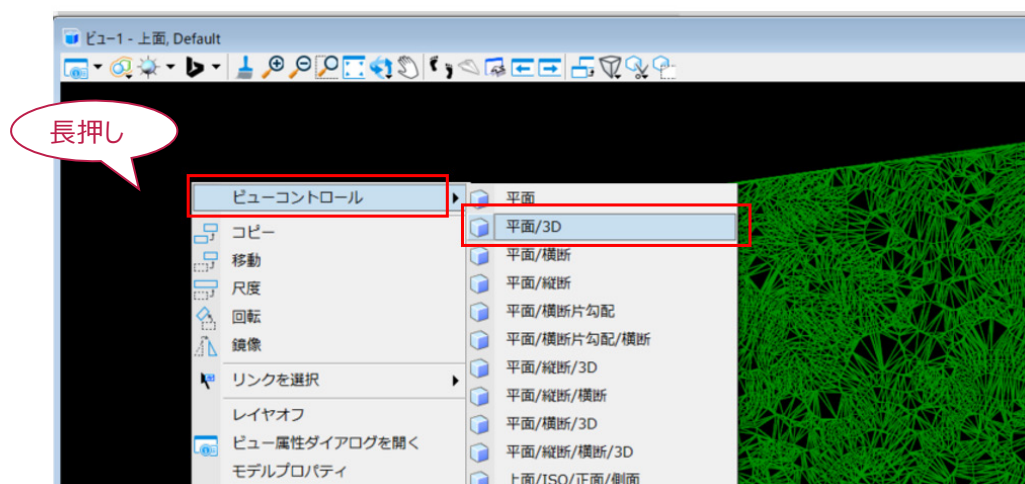 ビュー1 - 上面, Default
長押し
ビューコントロール
コピー
移動
尺度
回転
鏡像
リンクを選択
レイヤオフ
ビュー属性ダイアログを開く
モデルプロパティ
平面
平面/3D
平面/横断
平面/縦断
平面/横断片勾配
平面/横断片勾配/横断
平面/縦断/3D
平面/縦断/横断
平面/横断/3D
平面/縦断/横断/3D
上面/ISO/正面/側面